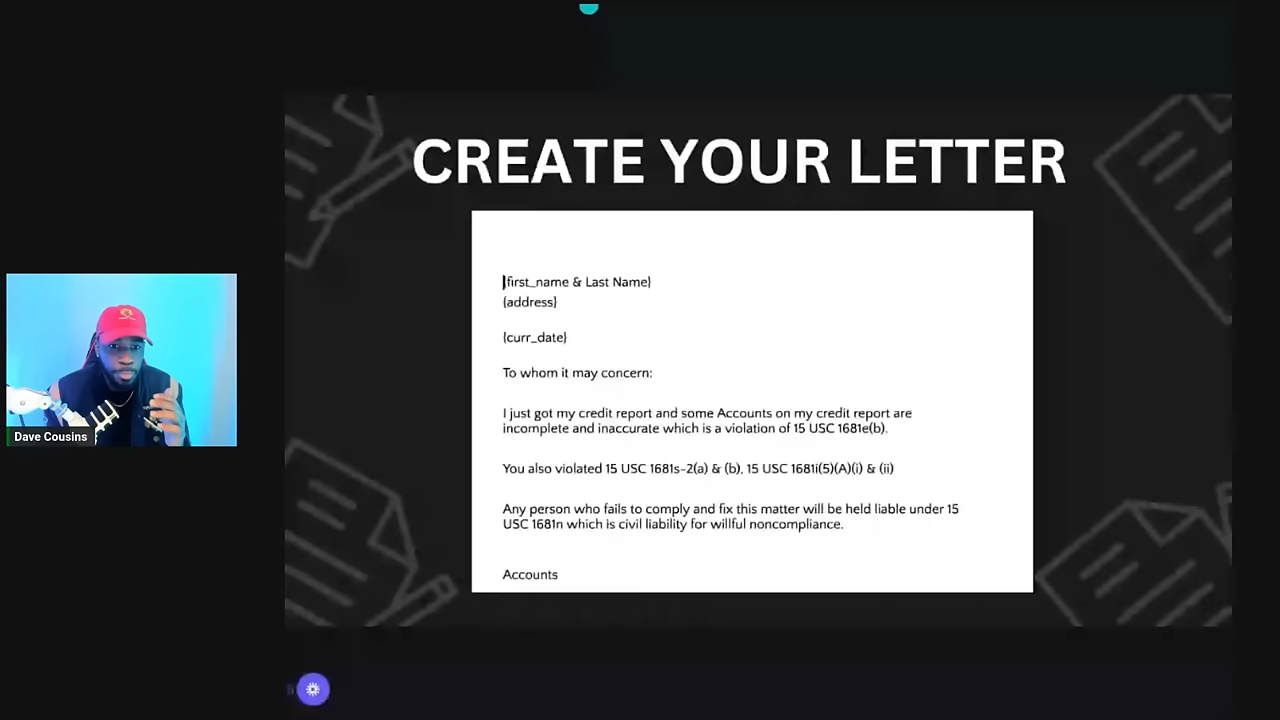 CREATE YOUR LETTER
{first_name & Last Name}
{address}
{curr_date}
To whom it may concern:
I just got my credit report and some Accounts on my credit report are
incomplete and inaccurate which is a violation of 15 USC 1681e(b).
You also violated 15 USC 1681s-2(a) & (b), 15 USC 1681i(5)(A)(i) & (ii)
Any person who fails to comply and fix this matter will be held liable under 15
USC 1681n which is civil liability for willful noncompliance.
Accounts
Dave Cousins